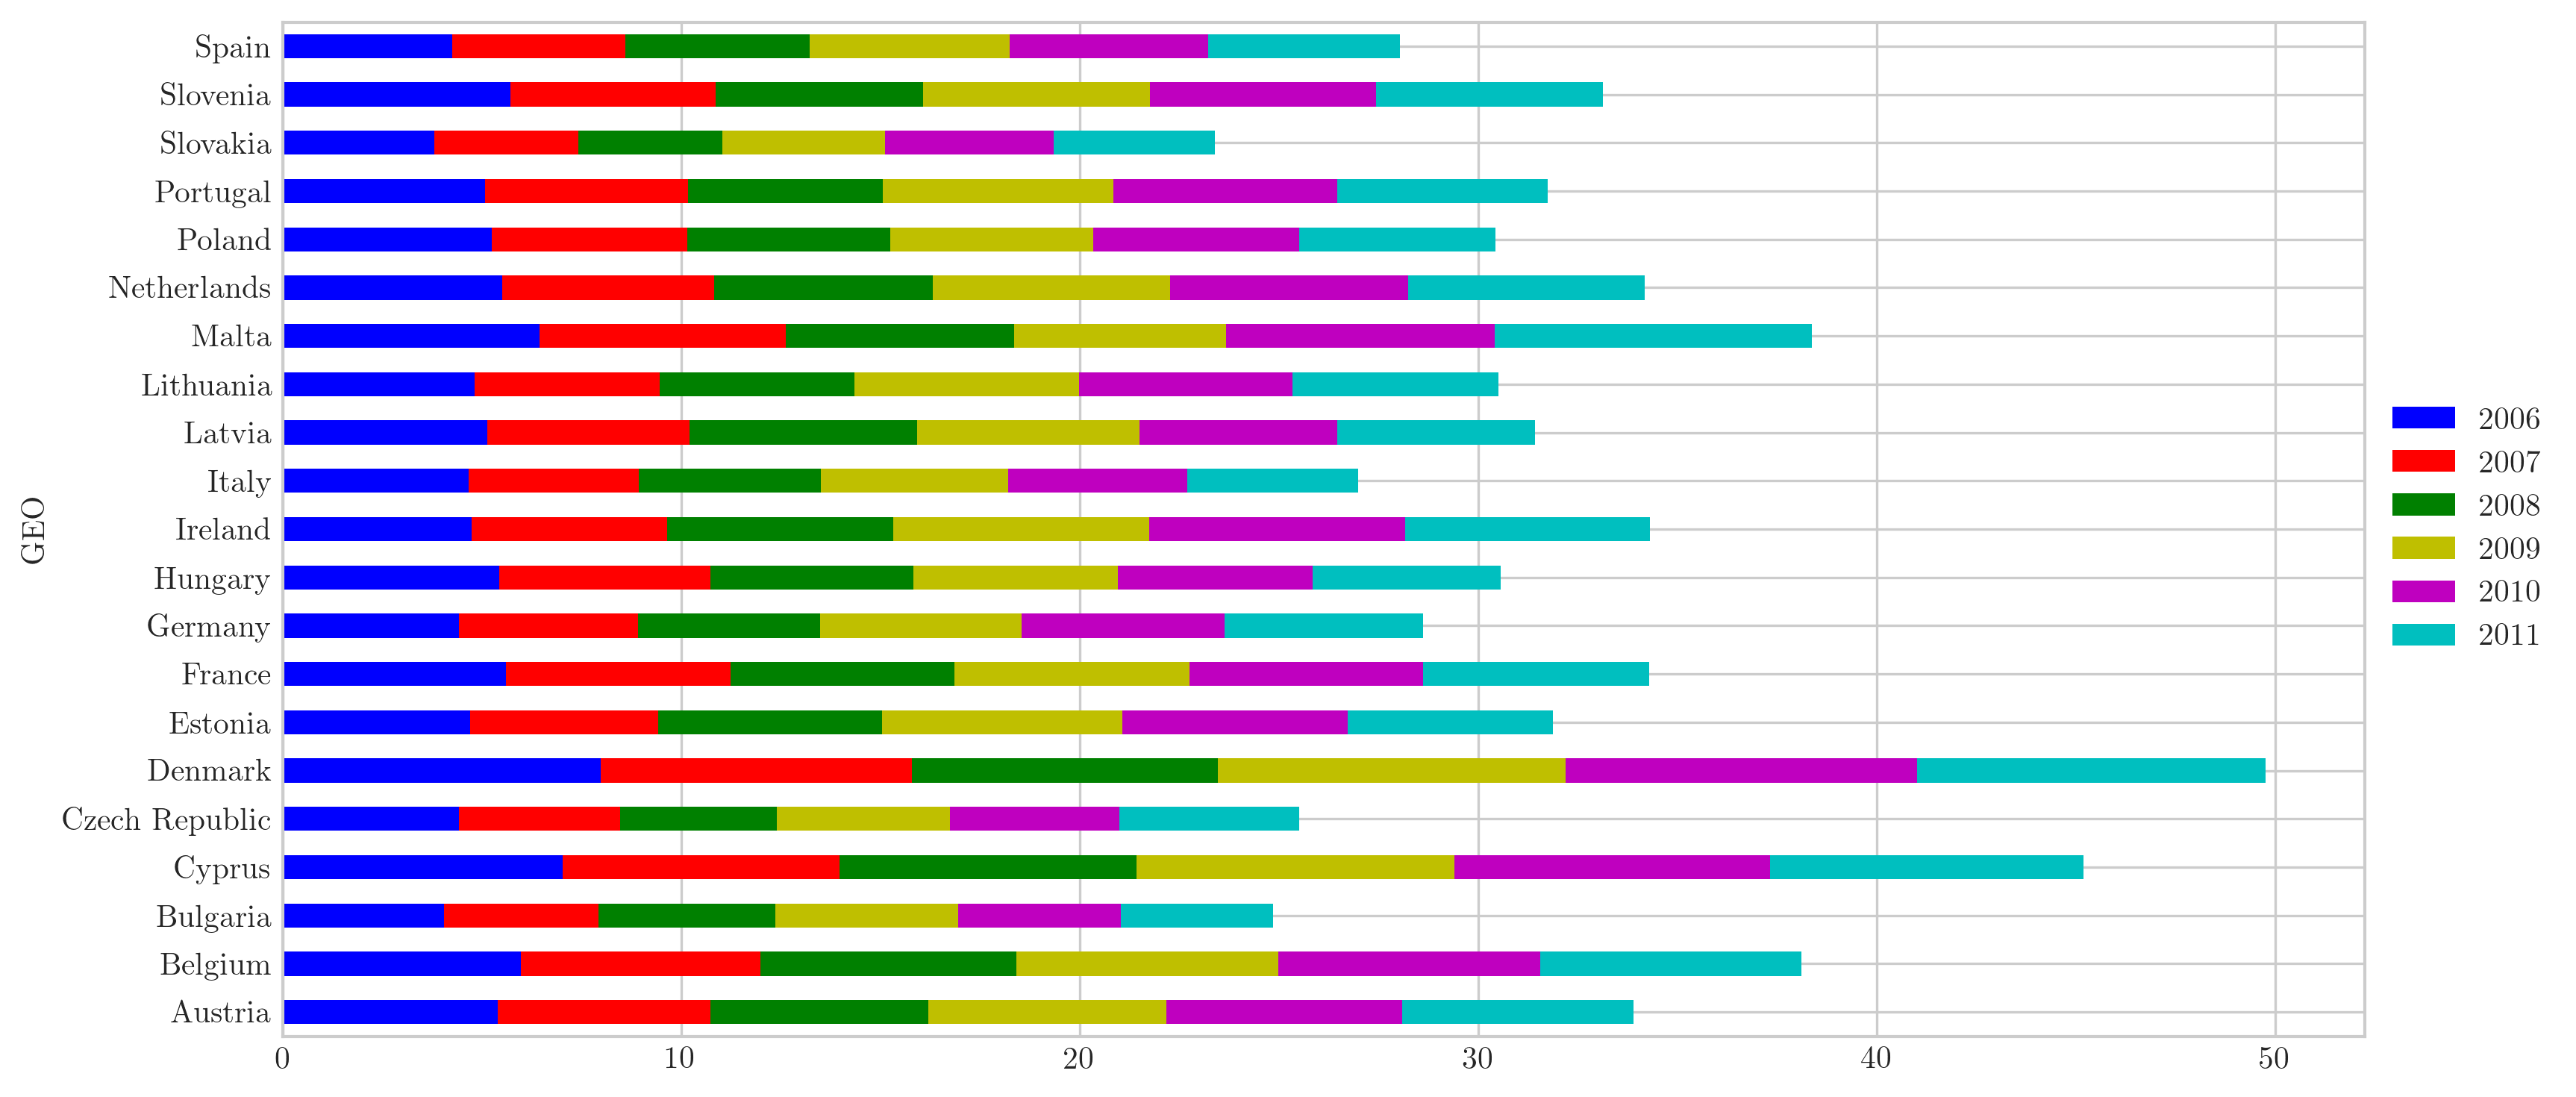 GEO
Spain
Slovenia
Slovakia
Portugal
Poland
Netherlands
Malta
Lithuania
Latvia
Italy
Ireland
Hungary
Germany
France
Estonia
Denmark
Czech Republic
Cyprus
Bulgaria
Belgium
Austria
0 10 20 30 40 50
2006
2007
2008
2009
2010
2011